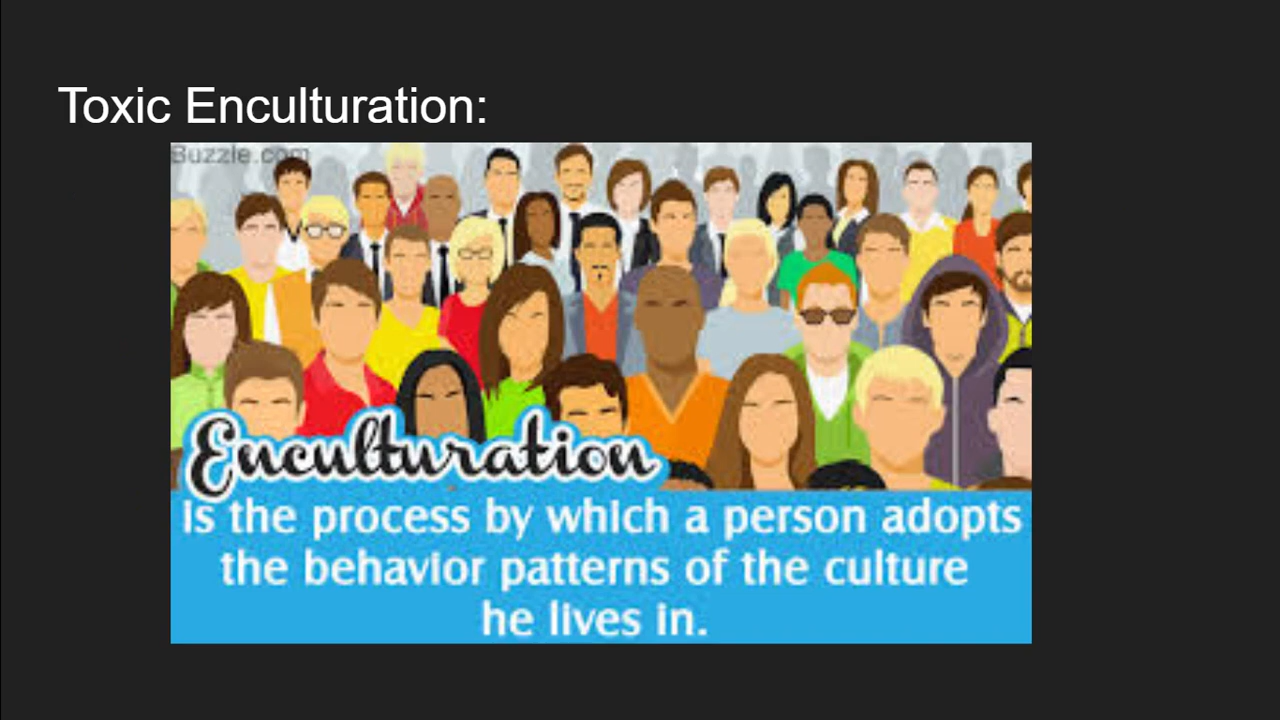 Toxic Enculturation:
Buzzle.com
Enculturation
is the process by which a person adopts
the behavior patterns of the culture
he lives in.